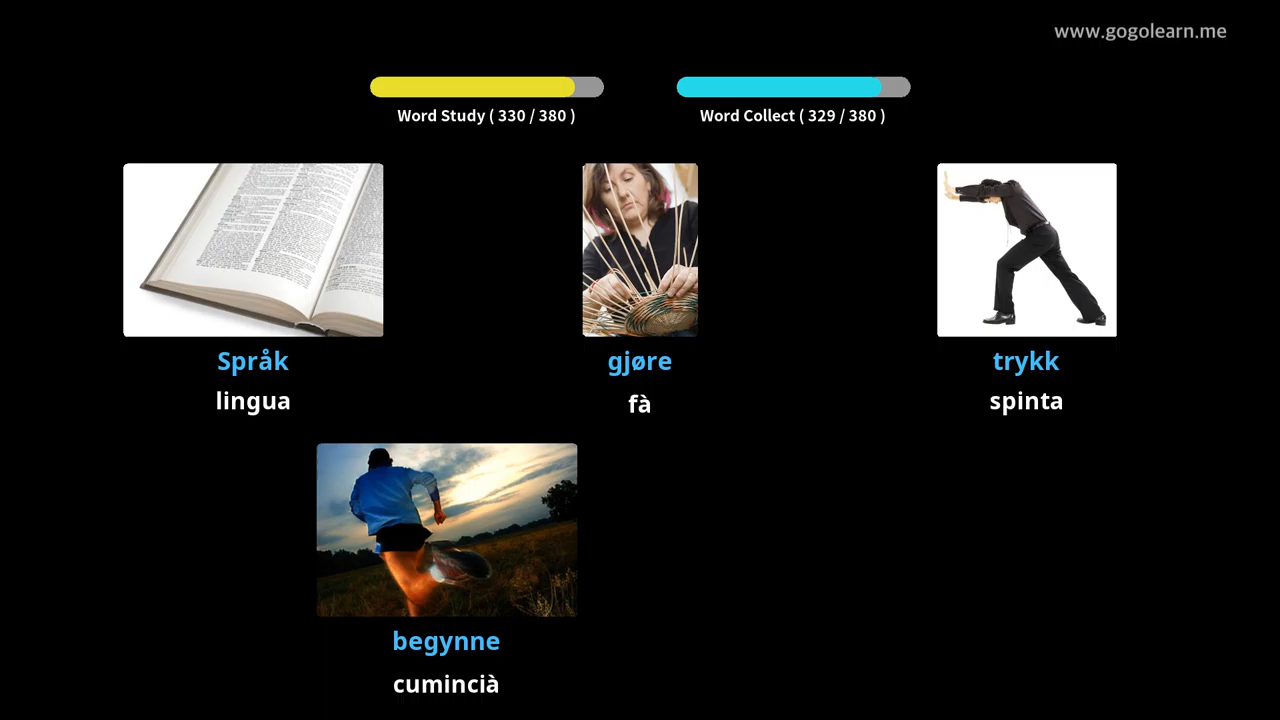 www.gogolearn.me
Word Study ( 330 / 380 )
Word Collect ( 329 / 380 )
Språk
lingua
gjøre
fà
trykk
spinta
begynne
cumincià